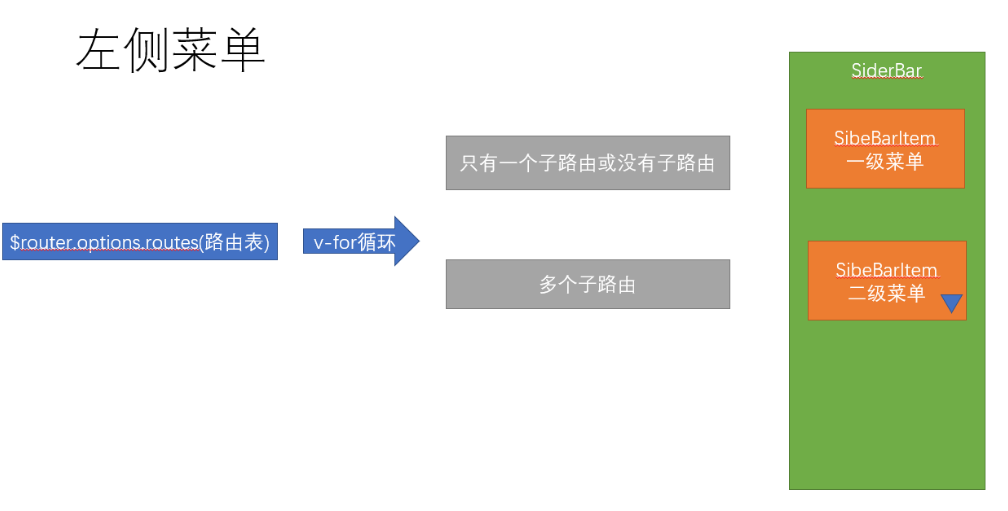 左侧菜单
$router.options.routes(路由表)
v-for循环
只有一个子路由或没有子路由
多个子路由
SiderBar
SibeBarItem
一级菜单
SibeBarItem
二级菜单